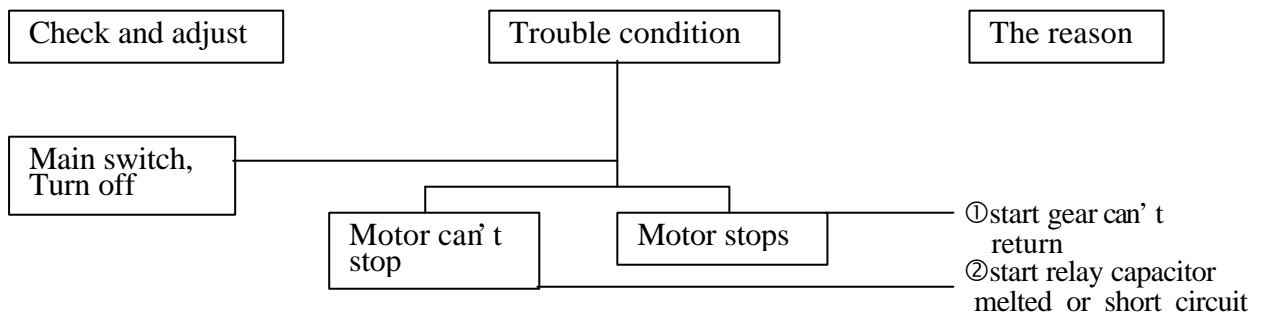 Check and adjust
Trouble condition
The reason
Main switch,
Turn off
Motor can't
stop
Motor stops
①start gear can't
return
②start relay capacitor
melted or short circuit